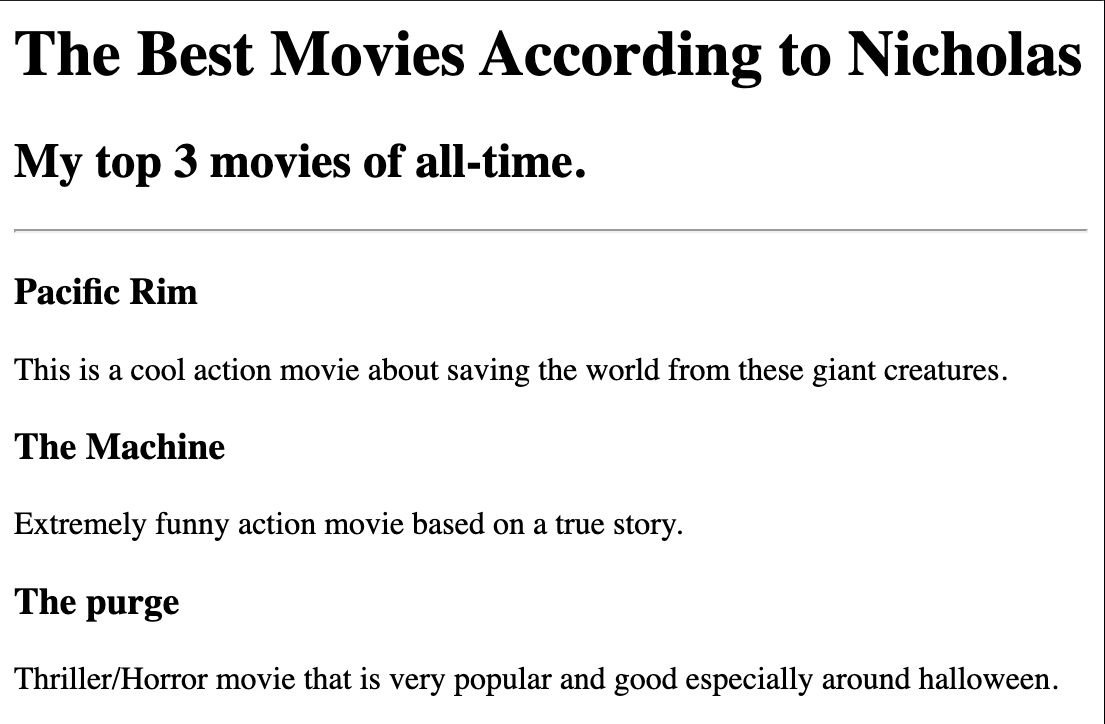 The Best Movies According to Nicholas
My top 3 movies of all-time.
Pacific Rim
This is a cool action movie about saving the world from these giant creatures.
The Machine
Extremely funny action movie based on a true story.
The purge
Thriller/Horror movie that is very popular and good especially around halloween.